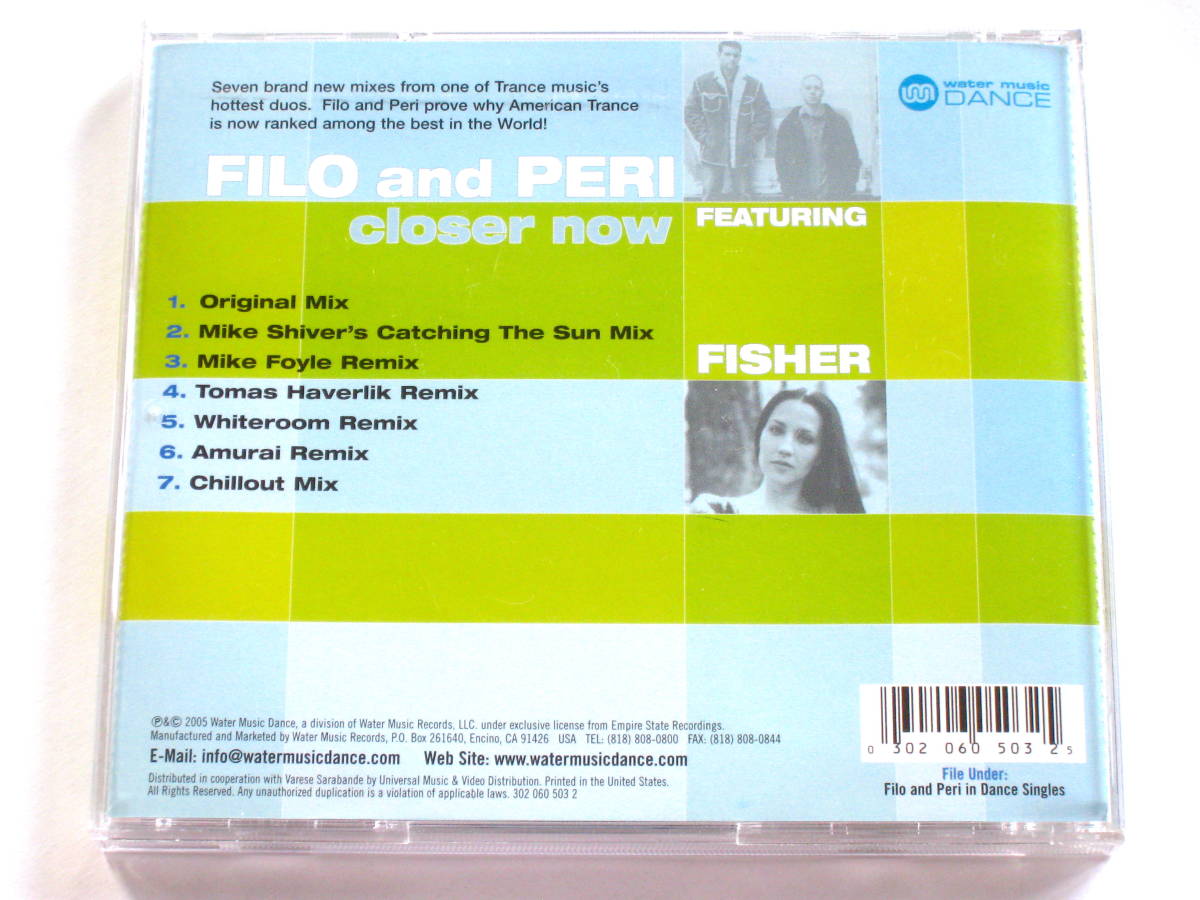 Seven brand new mixes from one of Trance music's
hottest duos. Filo and Peri prove why American Trance
is now ranked among the best in the World!
water music
DANCE
FILO and PERI
closer now
FEATURING
FISHER
1. Original Mix
2. Mike Shiver's Catching The Sun Mix
3. Mike Foyle Remix
4. Tomas Haverlik Remix
5. Whiteroom Remix
6. Amurai Remix
7. Chillout Mix
℗&© 2005 Water Music Dance, a division of Water Music Records, LLC. under exclusive license from Empire State Recordings.
Manufactured and Marketed by Water Music Records, P.O. Box 261640, Encino, CA 91426 USA TEL: (818) 808-0800 FAX: (818) 808-0844
E-Mail: info@watermusicdance.com Web Site: www.watermusicdance.com
Distributed in cooperation with Varese Sarabande by Universal Music & Video Distribution. Printed in the United States.
All Rights Reserved. Any unauthorized duplication is a violation of applicable laws. 302 060 503 2
0 302 060 503 2 5
File Under:
Filo and Peri in Dance Singles